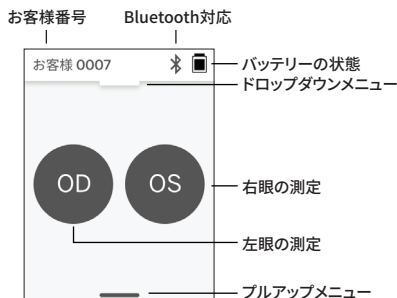 お客様番号 Bluetooth対応
お客様 0007
バッテリーの状態
ドロップダウンメニュー
OD OS
右眼の測定
左眼の測定
プルアップメニュー